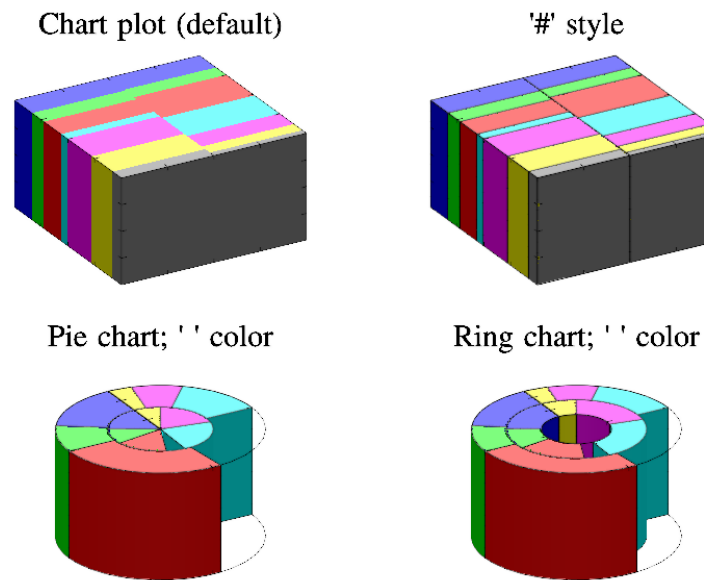 Chart plot (default)
'#' style
Pie chart; ' ' color
Ring chart; ' ' color